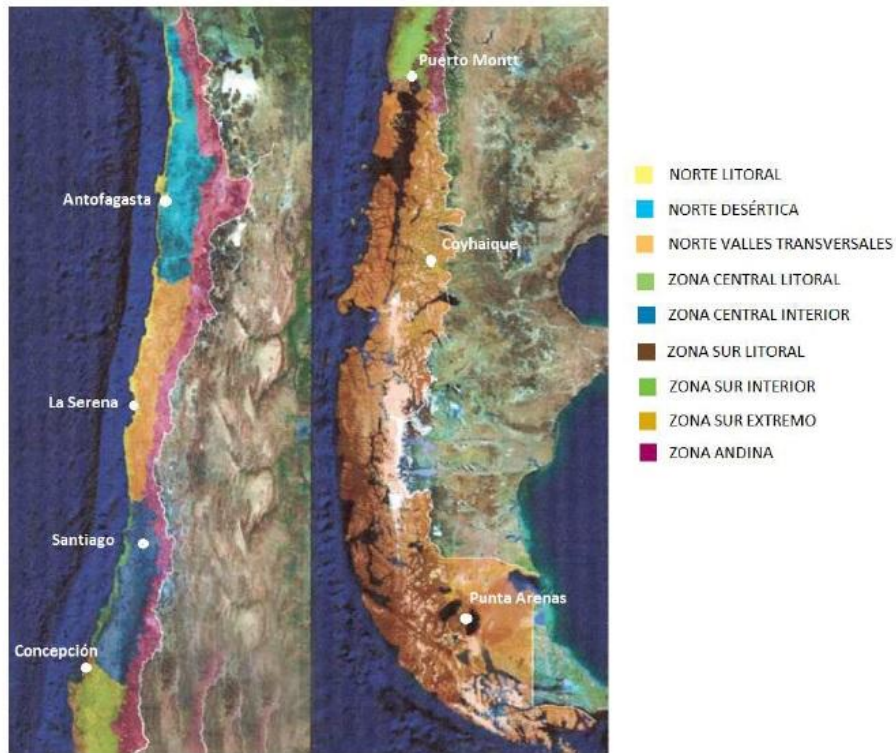 Antofagasta
La Serena
Santiago
Concepción
Puerto Montt
Coyhaique
Punta Arenas
NORTE LITORAL
NORTE DESÉRTICA
NORTE VALLES TRANSVERSALES
ZONA CENTRAL LITORAL
ZONA CENTRAL INTERIOR
ZONA SUR LITORAL
ZONA SUR INTERIOR
ZONA SUR EXTREMO
ZONA ANDINA